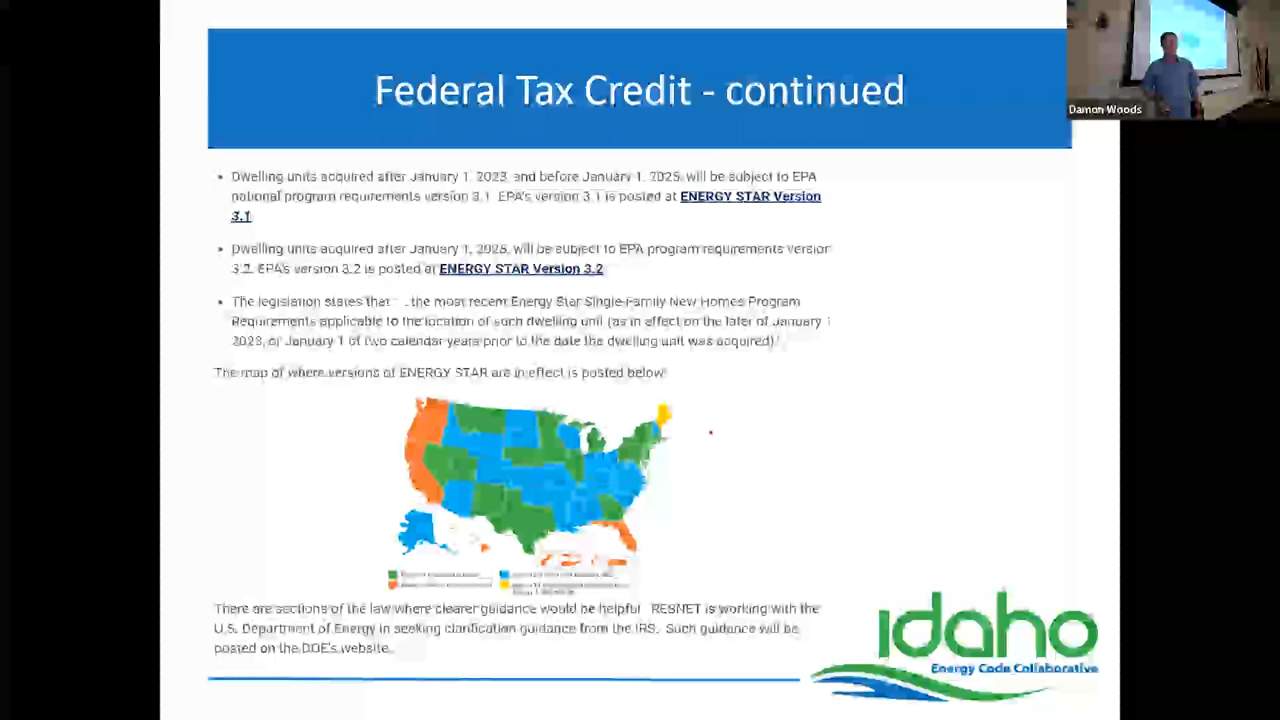 Federal Tax Credit - continued
Damon Woods
• Dwelling units acquired after January 1, 2023, and before January 1, 2025, will be subject to EPA
national program requirements version 3.1. EPA's version 3.1 is posted at ENERGY STAR Version
3.1
• Dwelling units acquired after January 1, 2025, will be subject to EPA program requirements version
3.2. EPA's version 3.2 is posted at ENERGY STAR Version 3.2
• The legislation states that the most recent Energy Star Single-Family New Homes Program
Requirements applicable to the location of such dwelling unit (as in effect on the later of January 1
2023, or January 1 of two calendar years prior to the date the dwelling unit was acquired)
The map of where versions of ENERGY STAR are in effect is posted below
There are sections of the law where clearer guidance would be helpful. RESNET is working with the
U.S. Department of Energy in seeking clarification guidance from the IRS. Such guidance will be
posted on the DOE's website.
idaho
Energy Code Collaborative